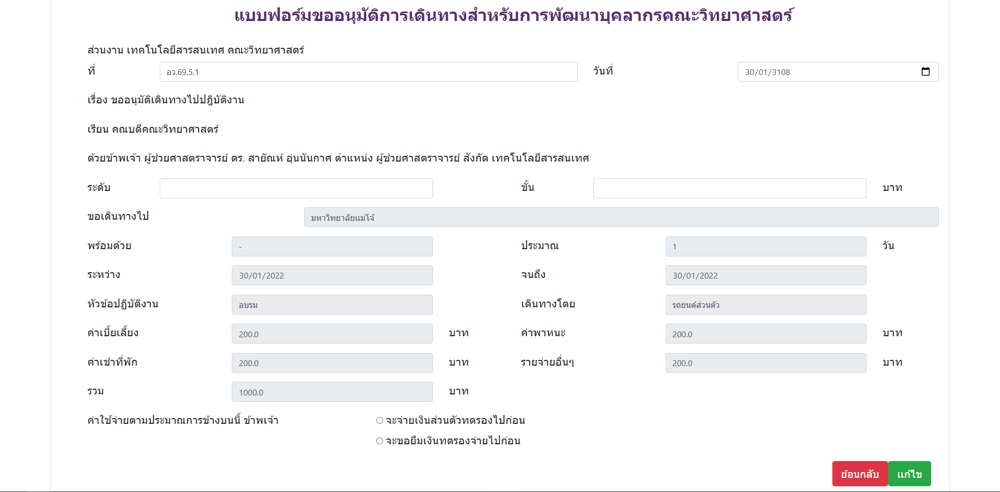 แบบฟอร์มขออนุมัติการเดินทางสำหรับการพัฒนาบุคลากรคณะวิทยาศาสตร์
ส่วนงาน เทคโนโลยีสารสนเทศ คณะวิทยาศาสตร์
ที่ อว.69.5.1 วันที่ 30/01/3108
เรื่อง ขออนุมัติเดินทางไปปฎิบัติงาน
เรียน คณบดีคณะวิทยาศาสตร์
ด้วยข้าพเจ้า ผู้ช่วยศาสตราจารย์ ดร. สายัณห์ อุ่นนันกาศ ตำแหน่ง ผู้ช่วยศาสตราจารย์ สังกัด เทคโนโลยีสารสนเทศ
ระดับ ขั้น บาท
ขอเดินทางไป มหาวิทยาลัยแม่โจ้
พร้อมด้วย - ประมาณ 1 วัน
ระหว่าง 30/01/2022 จนถึง 30/01/2022
หัวข้อปฏิบัติงาน อบรม เดินทางโดย รถยนต์ส่วนตัว
ค่าเบี้ยเลี้ยง 200.0 บาท ค่าพาหนะ 200.0 บาท
ค่าเช่าที่พัก 200.0 บาท รายจ่ายอื่นๆ 200.0 บาท
รวม 1000.0 บาท
ค่าใช้จ่ายตามประมาณการข้างบนนี้ ข้าพเจ้า จะจ่ายเงินส่วนตัวทดรองไปก่อน
จะขอยืมเงินทดรองจ่ายไปก่อน
ย้อนกลับ แก้ไข